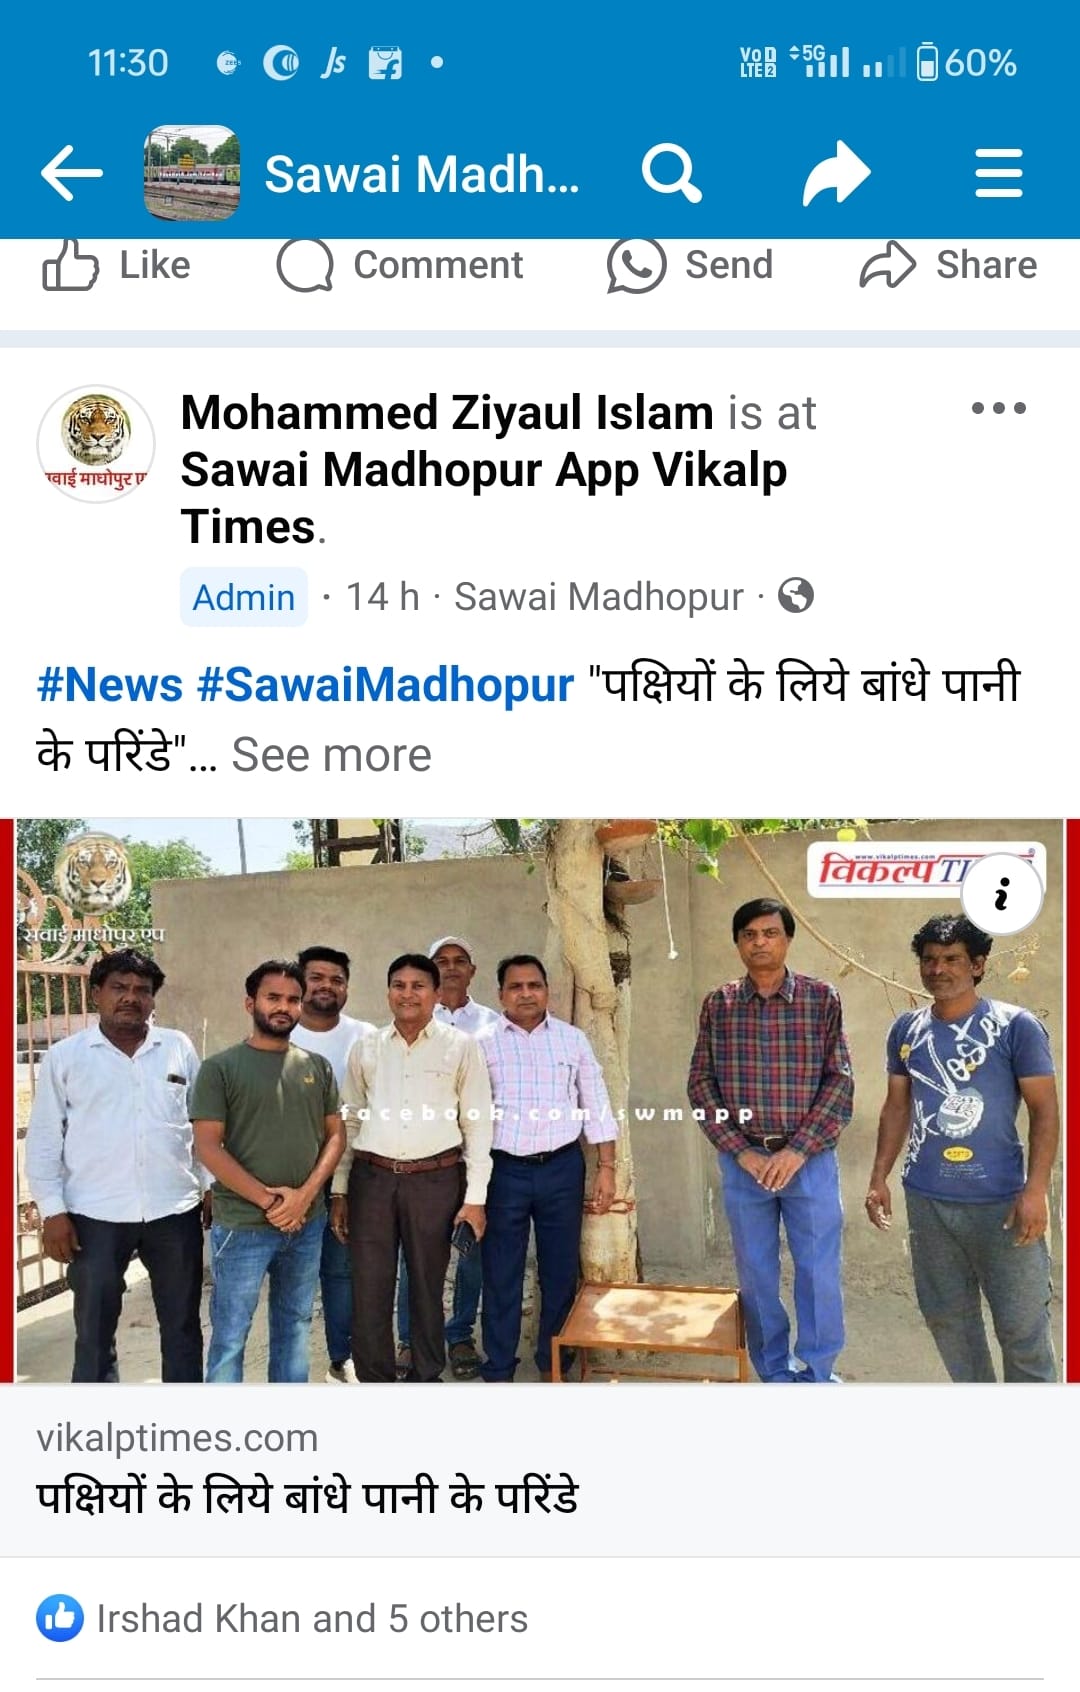 11:30
VoD
LTE2
5G
60%
Sawai Madh...
Like
Comment
Send
Share
Mohammed Ziyaul Islam is at
Sawai Madhopur App Vikalp
Times.
Admin · 14 h · Sawai Madhopur ·
#News #SawaiMadhopur "पक्षियों के लिये बांधे पानी
के परिंडे"... See more
www.vikalptimes.com
विकल्प
सवाई माधोपुर एप
facebook.com/swmapp
vikalptimes.com
पक्षियों के लिये बांधे पानी के परिंडे
Irshad Khan and 5 others